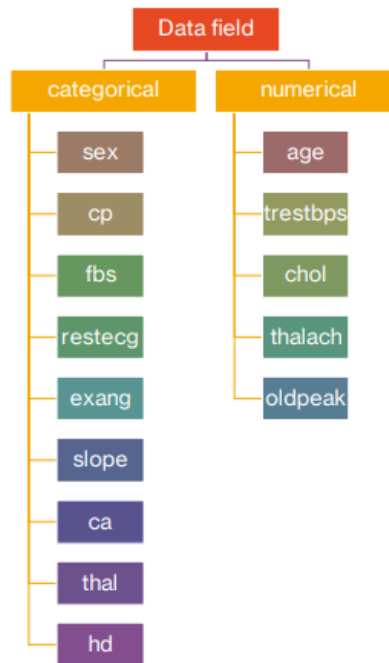 Data field
categorical
numerical
sex
cp
fbs
restecg
exang
slope
ca
thal
hd
age
trestbps
chol
thalach
oldpeak